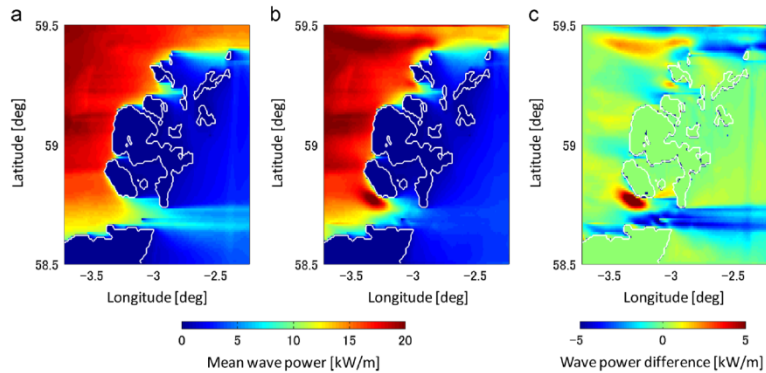 a
b
c
59.5
59
58.5
Latitude [deg]
-3.5
-3
-2.5
Longitude [deg]
59.5
59
58.5
Latitude [deg]
-3.5
-3
-2.5
Longitude [deg]
59.5
59
58.5
Latitude [deg]
-3.5
-3
-2.5
Longitude [deg]
0
5
10
15
20
Mean wave power [kW/m]
-5
0
5
Wave power difference [kW/m]